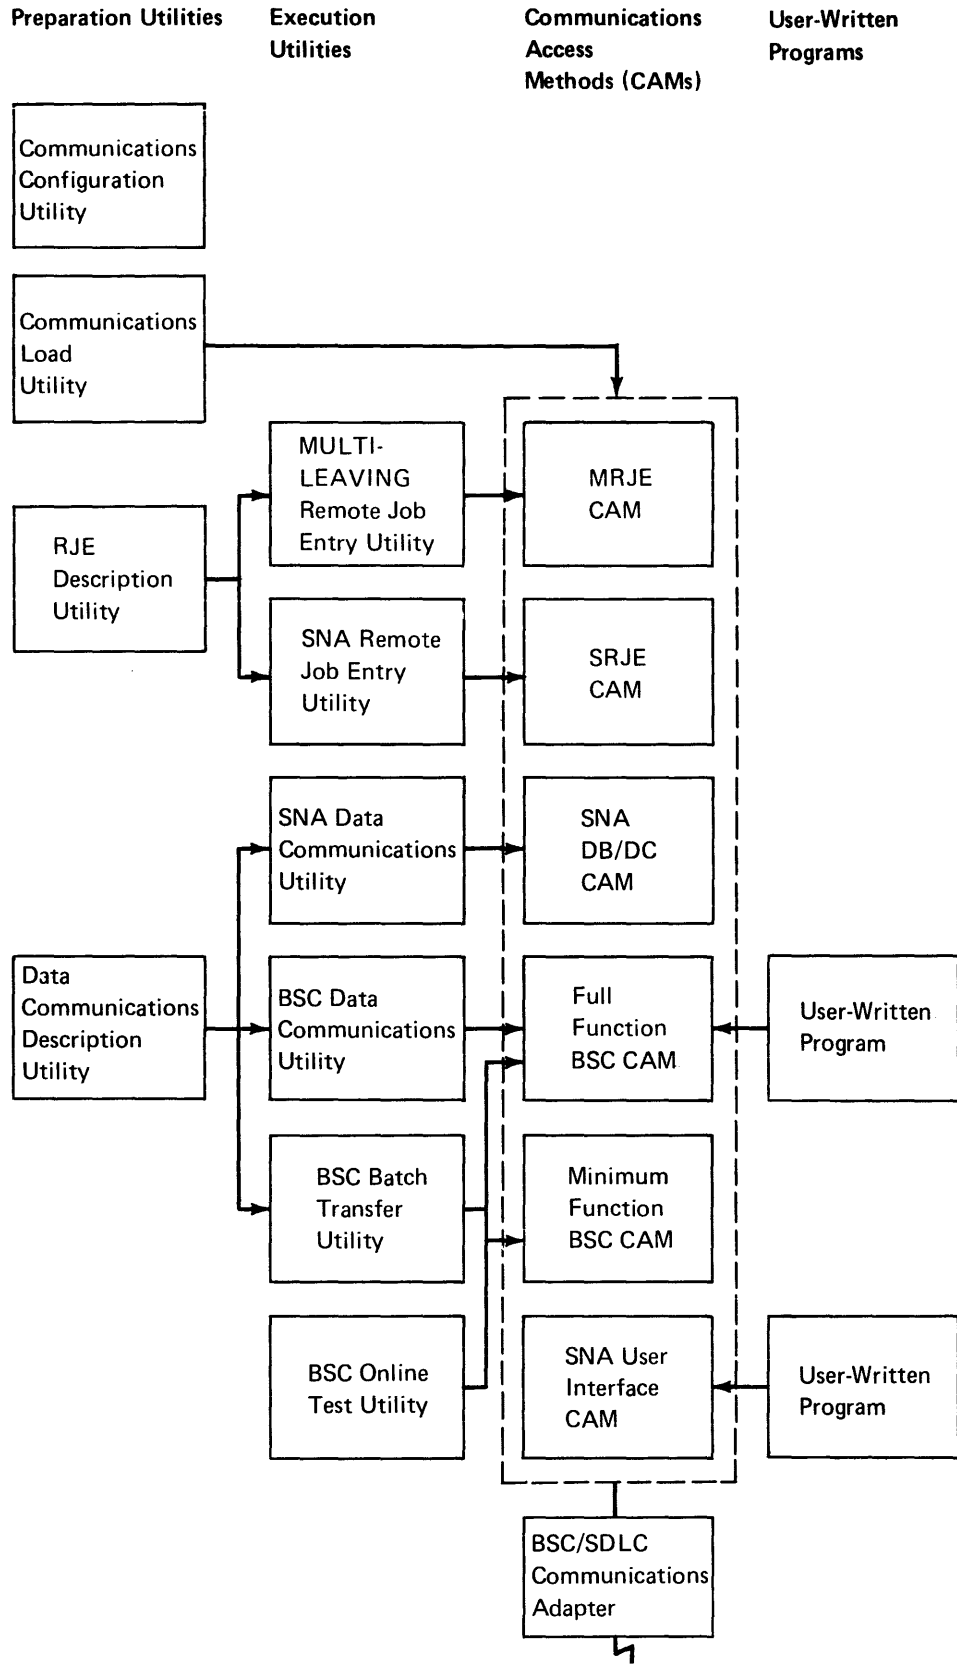 Preparation Utilities
Execution
Utilities
Communications
Access
Methods (CAMs)
User-Written
Programs
Communications
Configuration
Utility
Communications
Load
Utility
RJE
Description
Utility
Data
Communications
Description
Utility
MULTI-
LEAVING
Remote Job
Entry Utility
SNA Remote
Job Entry
Utility
SNA Data
Communications
Utility
BSC Data
Communications
Utility
BSC Batch
Transfer
Utility
BSC Online
Test Utility
MRJE
CAM
SRJE
CAM
SNA
DB/DC
CAM
Full
Function
BSC CAM
Minimum
Function
BSC CAM
SNA User
Interface
CAM
BSC/SDLC
Communications
Adapter
User-Written
Program
User-Written
Program